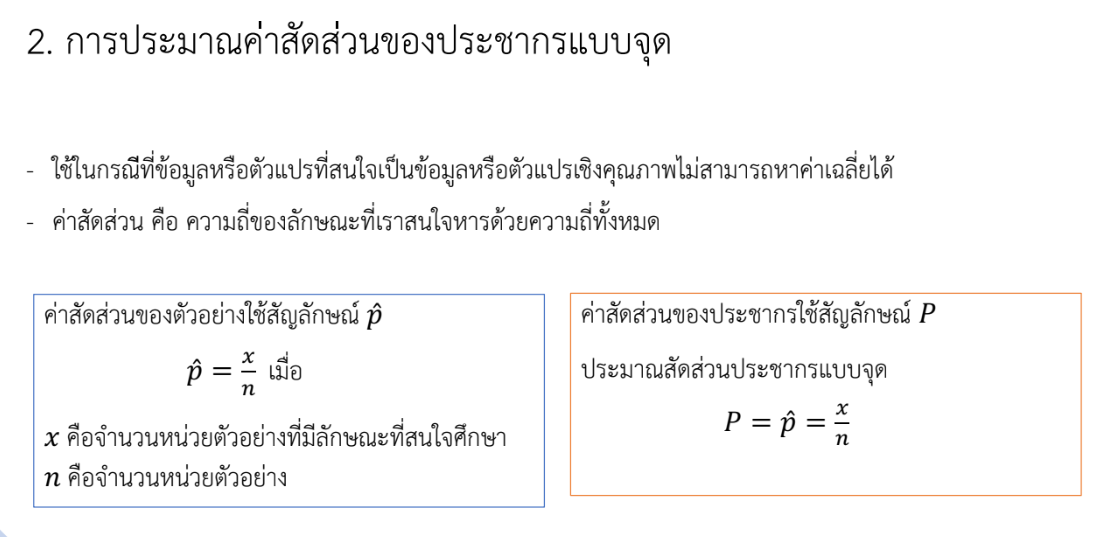 2. การประมาณค่าสัดส่วนของประชากรแบบจุด
- ใช้ในกรณีที่ข้อมูลหรือตัวแปรที่สนใจเป็นข้อมูลหรือตัวแปรเชิงคุณภาพไม่สามารถหาค่าเฉลี่ยได้
- ค่าสัดส่วน คือ ความถี่ของลักษณะที่เราสนใจหารด้วยความถี่ทั้งหมด
ค่าสัดส่วนของตัวอย่างใช้สัญลักษณ์ p̂
p̂ = x/n เมื่อ
x คือจำนวนหน่วยตัวอย่างที่มีลักษณะที่สนใจศึกษา
n คือจำนวนหน่วยตัวอย่าง
ค่าสัดส่วนของประชากรใช้สัญลักษณ์ P
ประมาณสัดส่วนประชากรแบบจุด
P = p̂ = x/n